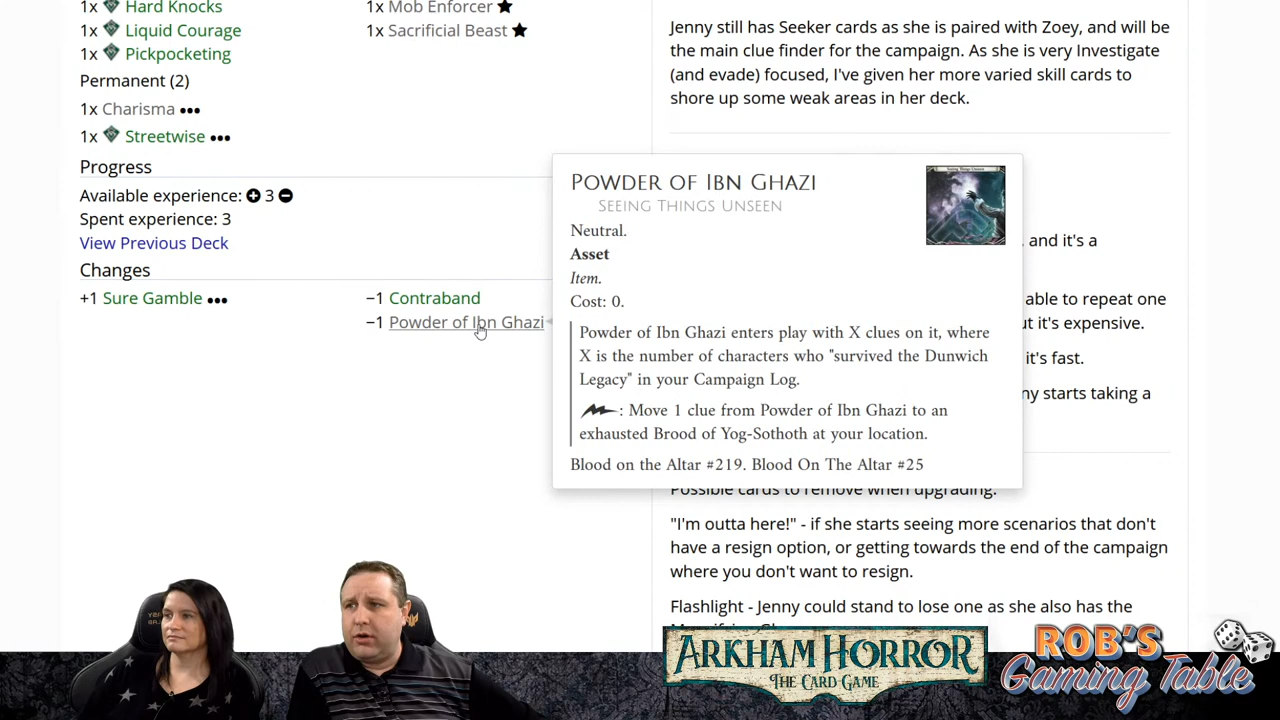 1x Hard Knocks
1x Liquid Courage
1x Pickpocketing
Permanent (2)
1x Charisma •••
1x Streetwise •••
Progress
Available experience: 3
Spent experience: 3
View Previous Deck
Changes
+1 Sure Gamble •••
1x Mob Enforcer ★
1x Sacrificial Beast ★
−1 Contraband
−1 Powder of Ibn Ghazi
Jenny still has Seeker cards as she is paired with Zoey, and will be
the main clue finder for the campaign. As she is very Investigate
(and evade) focused, I've given her more varied skill cards to
shore up some weak areas in her deck.
Powder of Ibn Ghazi
Seeing Things Unseen
Neutral.
Asset
Item.
Cost: 0.
Powder of Ibn Ghazi enters play with X clues on it, where
X is the number of characters who "survived the Dunwich
Legacy" in your Campaign Log.
: Move 1 clue from Powder of Ibn Ghazi to an
exhausted Brood of Yog-Sothoth at your location.
Blood on the Altar #219. Blood On The Altar #25
, and it's a
able to repeat one
ut it's expensive.
it's fast.
ny starts taking a
Possible cards to remove when upgrading.
"I'm outta here!" - if she starts seeing more scenarios that don't
have a resign option, or getting towards the end of the campaign
where you don't want to resign.
Flashlight - Jenny could stand to lose one as she also has the
ARKHAM HORROR
THE CARD GAME
ROB'S
Gaming Table